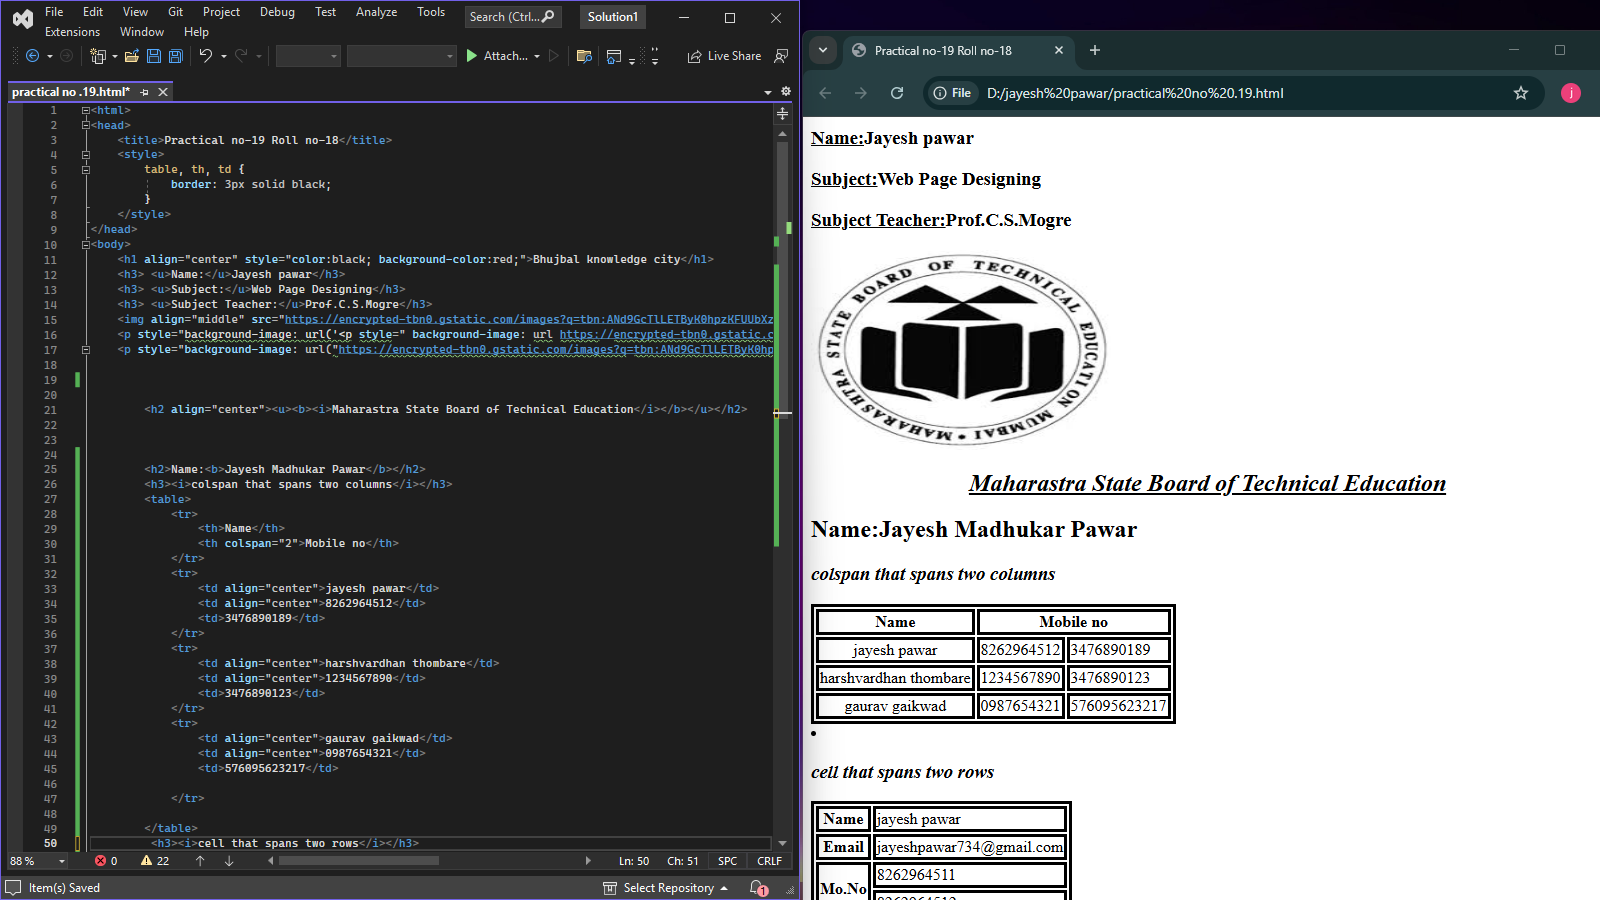 File Edit View Git Project Debug Test Analyze Tools
Search (Ctrl...
Solution1
Extensions Window Help
Attach...
Live Share
practical no .19.html*
1 <html>
2 <head>
3 <title>Practical no-19 Roll no-18</title>
4 <style>
5 table, th, td {
6 border: 3px solid black;
7 }
8 </style>
9 </head>
10 <body>
11 <h1 align="center" style="color:black; background-color:red;">Bhujbal knowledge city</h1>
12 <h3> <u>Name:</u>Jayesh pawar</h3>
13 <h3> <u>Subject:</u>Web Page Designing</h3>
14 <h3> <u>Subject Teacher:</u>Prof.C.S.Mogre</h3>
15 <img align="middle" src="https://encrypted-tbn0.gstatic.com/images?q=tbn:ANd9GcTlLETByK0hpzKFUUbXz
16 <p style="background-image: url('<p style=" background-image: url https://encrypted-tbn0.gstatic.c
17 <p style="background-image: url("https://encrypted-tbn0.gstatic.com/images?q=tbn:ANd9GcTlLETByK0hp
18
19
20
21 <h2 align="center"><u><b><i>Maharastra State Board of Technical Education</i></b></u></h2>
22
23
24
25 <h2>Name:<b>Jayesh Madhukar Pawar</b></h2>
26 <h3><i>colspan that spans two columns</i></h3>
27 <table>
28 <tr>
29 <th>Name</th>
30 <th colspan="2">Mobile no</th>
31 </tr>
32 <tr>
33 <td align="center">jayesh pawar</td>
34 <td align="center">8262964512</td>
35 <td>3476890189</td>
36 </tr>
37 <tr>
38 <td align="center">harshvardhan thombare</td>
39 <td align="center">1234567890</td>
40 <td>3476890123</td>
41 </tr>
42 <tr>
43 <td align="center">gaurav gaikwad</td>
44 <td align="center">0987654321</td>
45 <td>576095623217</td>
46
47 </tr>
48
49 </table>
50 <h3><i>cell that spans two rows</i></h3>
88 % 0 22 Ln: 50 Ch: 51 SPC CRLF
Item(s) Saved
Select Repository
1
Practical no-19 Roll no-18
File D:/jayesh%20pawar/practical%20no%20.19.html
j
Name:Jayesh pawar
Subject:Web Page Designing
Subject Teacher:Prof.C.S.Mogre
MAHARASHTRA STATE BOARD OF TECHNICAL EDUCATION MUMBAI
Maharastra State Board of Technical Education
Name:Jayesh Madhukar Pawar
colspan that spans two columns
Name Mobile no
jayesh pawar 8262964512 3476890189
harshvardhan thombare 1234567890 3476890123
gaurav gaikwad 0987654321 576095623217
cell that spans two rows
Name jayesh pawar
Email jayeshpawar734@gmail.com
Mo.No 8262964511